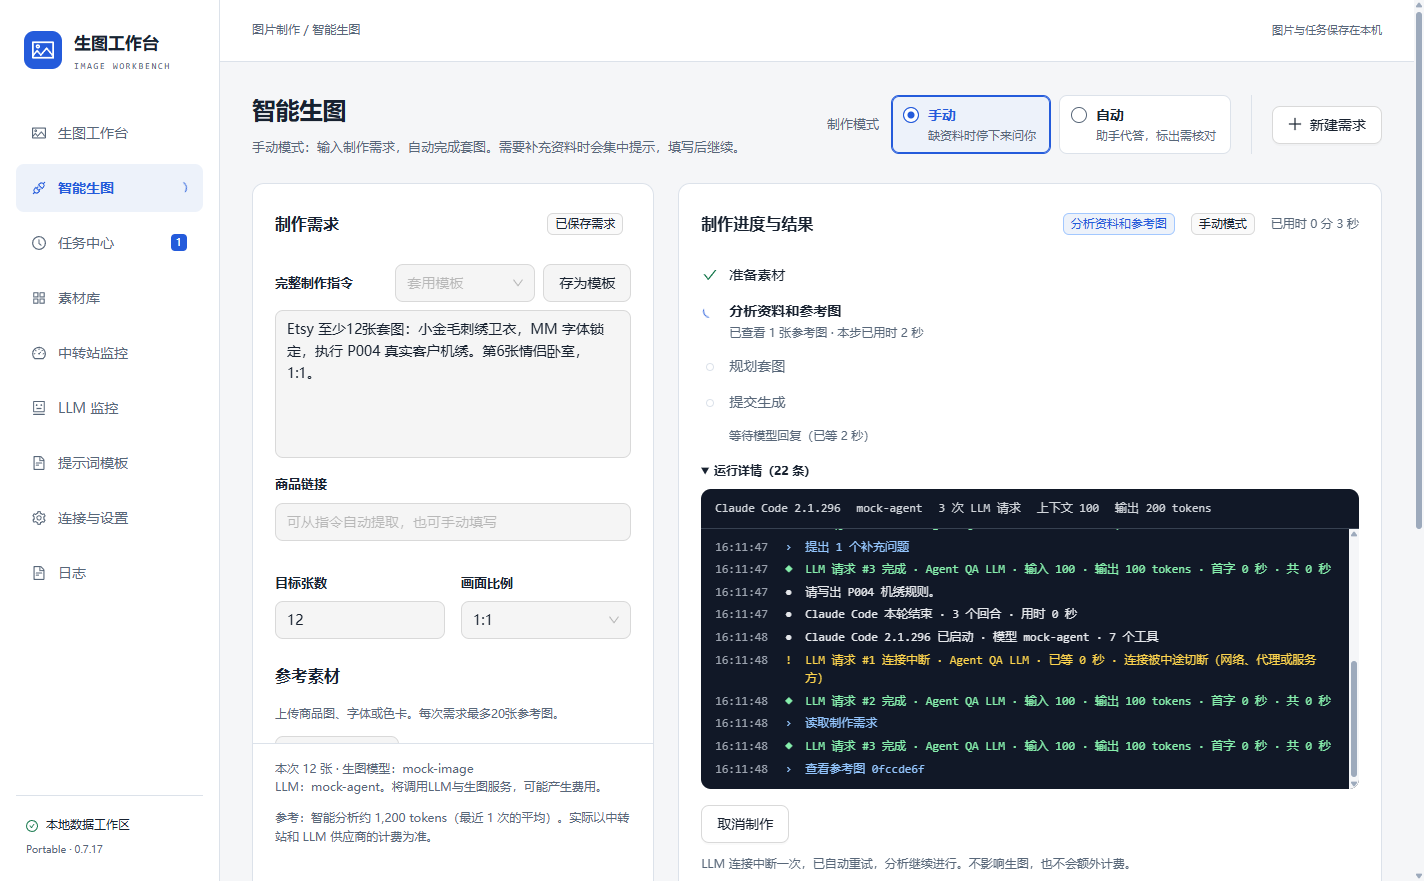 生图工作台
IMAGE WORKBENCH
生图工作台
智能生图
任务中心 1
素材库
中转站监控
LLM 监控
提示词模板
连接与设置
日志
本地数据工作区
Portable · 0.7.17
图片制作 / 智能生图
图片与任务保存在本机
智能生图
手动模式：输入制作需求，自动完成套图。需要补充资料时会集中提示，填写后继续。
制作模式
手动
缺资料时停下来问你
自动
助手代答，标出需核对
新建需求
制作需求
已保存需求
完整制作指令
套用模板
存为模板
Etsy 至少12张套图：小金毛刺绣卫衣，MM 字体锁
定，执行 P004 真实客户机绣。第6张情侣卧室，
1:1。
商品链接
可从指令自动提取，也可手动填写
目标张数
画面比例
12
1:1
参考素材
上传商品图、字体或色卡。每次需求最多20张参考图。
本次 12 张 · 生图模型：mock-image
LLM：mock-agent。将调用LLM与生图服务，可能产生费用。
参考：智能分析约 1,200 tokens（最近 1 次的平均）。实际以中转
站和 LLM 供应商的计费为准。
制作进度与结果
分析资料和参考图
手动模式
已用时 0 分 3 秒
准备素材
分析资料和参考图
已查看 1 张参考图 · 本步已用时 2 秒
规划套图
提交生成
等待模型回复（已等 2 秒）
▼ 运行详情（22 条）
Claude Code 2.1.296 mock-agent 3 次 LLM 请求 上下文 100 输出 200 tokens
16:11:47 › 提出 1 个补充问题
16:11:47 ◆ LLM 请求 #3 完成 · Agent QA LLM · 输入 100 · 输出 100 tokens · 首字 0 秒 · 共 0 秒
16:11:47 ● 请写出 P004 机绣规则。
16:11:47 ● Claude Code 本轮结束 · 3 个回合 · 用时 0 秒
16:11:48 ● Claude Code 2.1.296 已启动 · 模型 mock-agent · 7 个工具
16:11:48 ! LLM 请求 #1 连接中断 · Agent QA LLM · 已等 0 秒 · 连接被中途切断（网络、代理或服务
方）
16:11:48 ◆ LLM 请求 #2 完成 · Agent QA LLM · 输入 100 · 输出 100 tokens · 首字 0 秒 · 共 0 秒
16:11:48 › 读取制作需求
16:11:48 ◆ LLM 请求 #3 完成 · Agent QA LLM · 输入 100 · 输出 100 tokens · 首字 0 秒 · 共 0 秒
16:11:48 › 查看参考图 0fccde6f
取消制作
LLM 连接中断一次，已自动重试，分析继续进行。不影响生图，也不会额外计费。